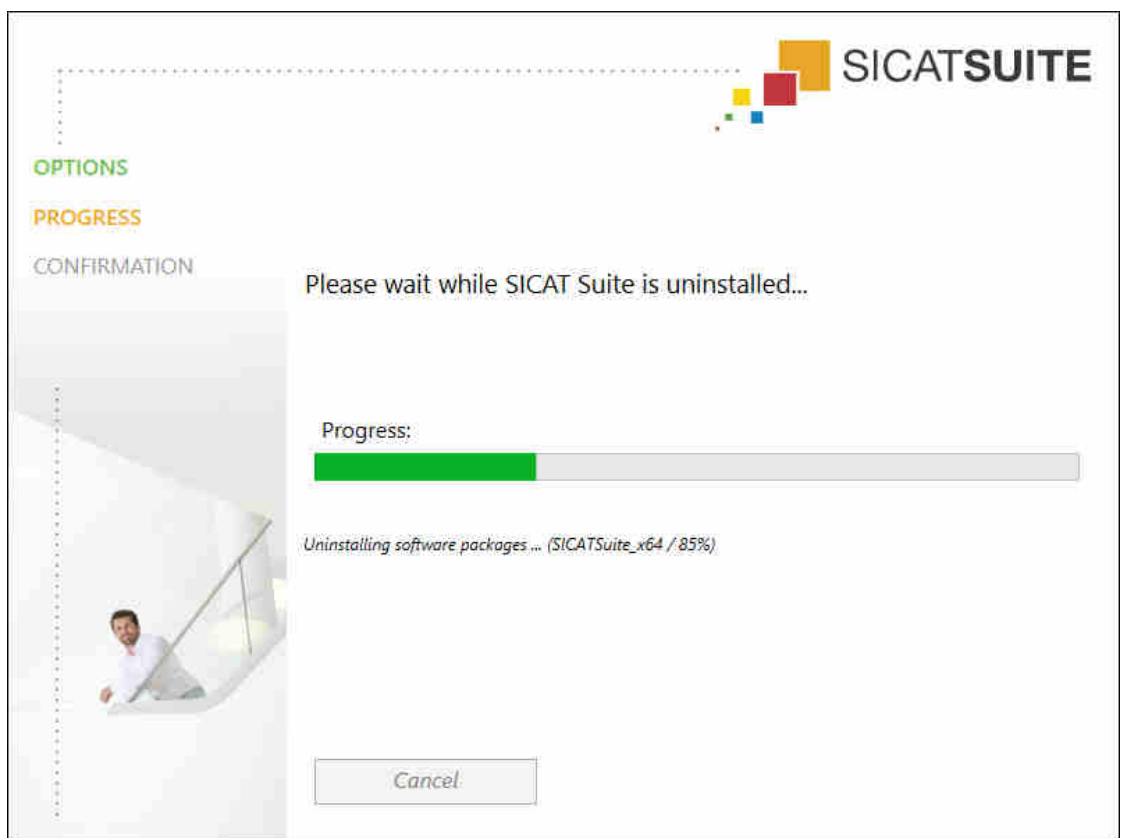 SICATSUITE
OPTIONS
PROGRESS
CONFIRMATION
Please wait while SICAT Suite is uninstalled...
Progress:
Uninstalling software packages ... (SICATSuite_x64 / 85%)
Cancel